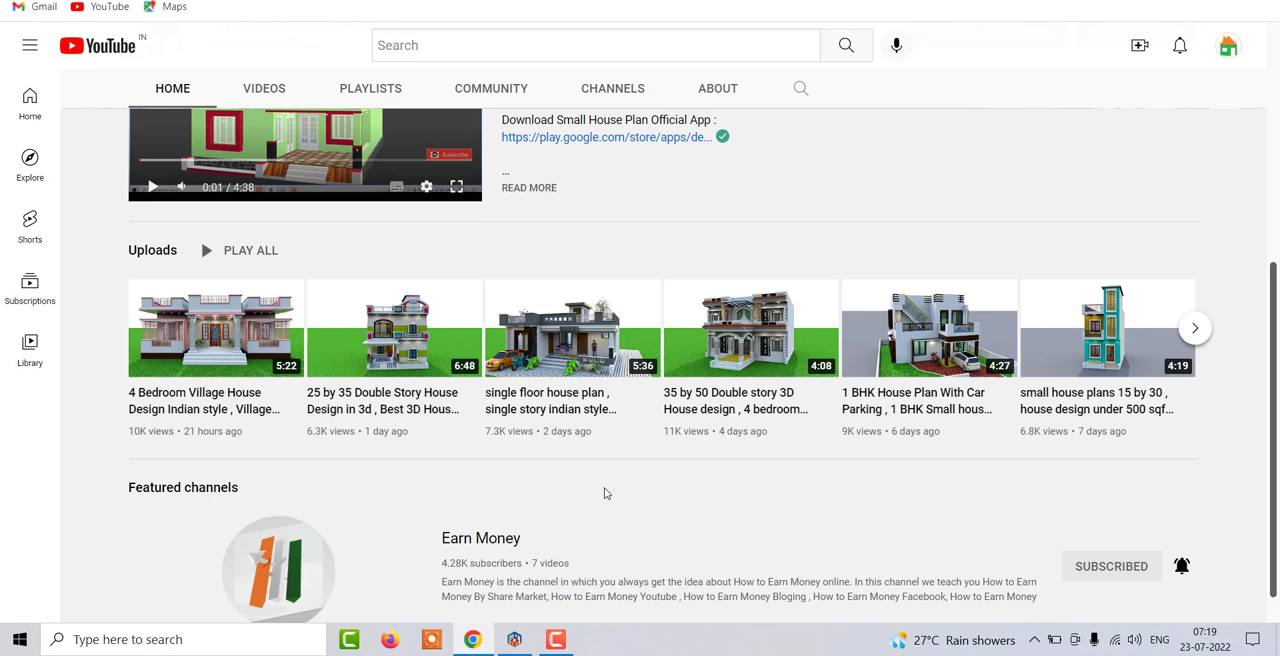 Gmail YouTube Maps
YouTube IN
Search
HOME VIDEOS PLAYLISTS COMMUNITY CHANNELS ABOUT
Home
Explore
Shorts
Subscriptions
Library
Subscribe
0:01 / 4:38
Download Small House Plan Official App :
https://play.google.com/store/apps/de...
...
READ MORE
Uploads PLAY ALL
5:22 6:48 5:36 4:08 4:27 4:19
4 Bedroom Village House
Design Indian style , Village...
10K views • 21 hours ago
25 by 35 Double Story House
Design in 3d , Best 3D Hous...
6.3K views • 1 day ago
single floor house plan ,
single story indian style...
7.3K views • 2 days ago
35 by 50 Double story 3D
House design , 4 bedroom...
11K views • 4 days ago
1 BHK House Plan With Car
Parking , 1 BHK Small hous...
9K views • 6 days ago
small house plans 15 by 30 ,
house design under 500 sqf...
6.8K views • 7 days ago
Featured channels
Earn Money
4.28K subscribers • 7 videos
Earn Money is the channel in which you always get the idea about How to Earn Money online. In this channel we teach you How to Earn
Money By Share Market, How to Earn Money Youtube , How to Earn Money Bloging , How to Earn Money Facebook, How to Earn Money
SUBSCRIBED
Type here to search
27°C Rain showers
ENG
07:19
23-07-2022